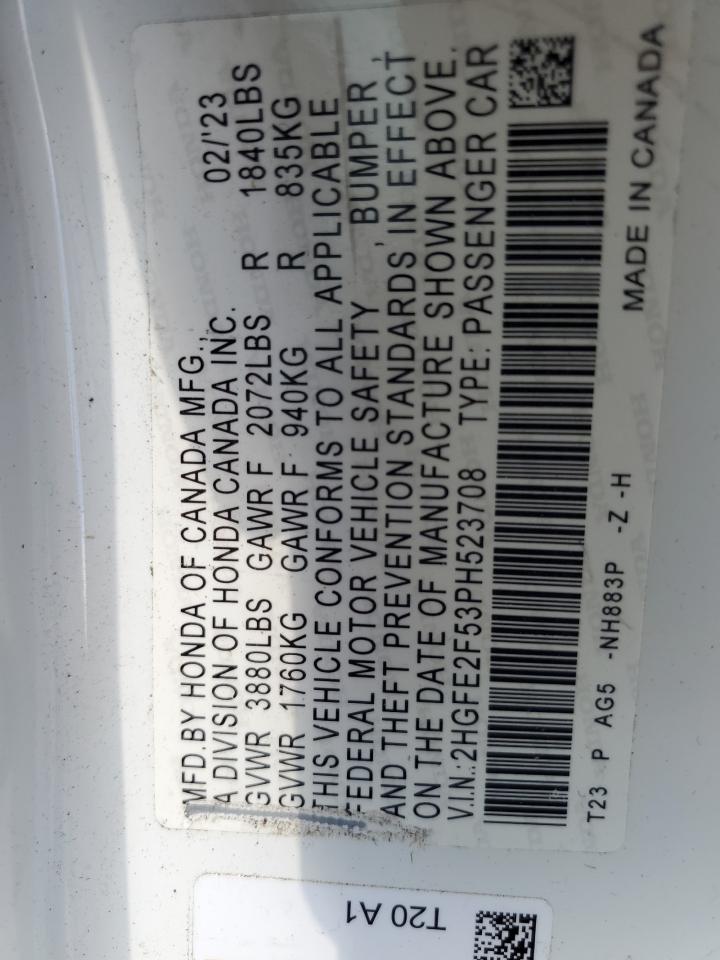 MFD.BY HONDA OF CANADA MFG.,
A DIVISION OF HONDA CANADA INC. 02/'23
GVWR 3880LBS GAWR F 2072LBS R 1840LBS
GVWR 1760KG GAWR F 940KG R 835KG
THIS VEHICLE CONFORMS TO ALL APPLICABLE
FEDERAL MOTOR VEHICLE SAFETY, BUMPER,
AND THEFT PREVENTION STANDARDS IN EFFECT
ON THE DATE OF MANUFACTURE SHOWN ABOVE.
V.I.N.:2HGFE2F53PH523708 TYPE: PASSENGER CAR
T23 P AG5 -NH883P -Z -H MADE IN CANADA
T20 A1